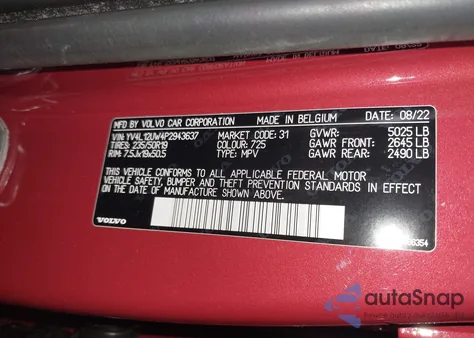 MFD BY VOLVO CAR CORPORATION MADE IN BELGIUM DATE: 08/22
VIN: YV4L12UW4P2943637 MARKET CODE: 31 GVWR: 5025 LB
TIRES: 235/50R19 COLOUR: 725 FRONT: 2645 LB
RIM: 7.5Jx19x50.5 TYPE: MPV REAR: 2490 LB
THIS VEHICLE CONFORMS TO ALL APPLICABLE FEDERAL MOTOR
VEHICLE SAFETY, BUMPER AND THEFT PREVENTION STANDARDS IN EFFECT
ON THE DATE OF MANUFACTURE SHOWN ABOVE.
VOLVO
autoSnap